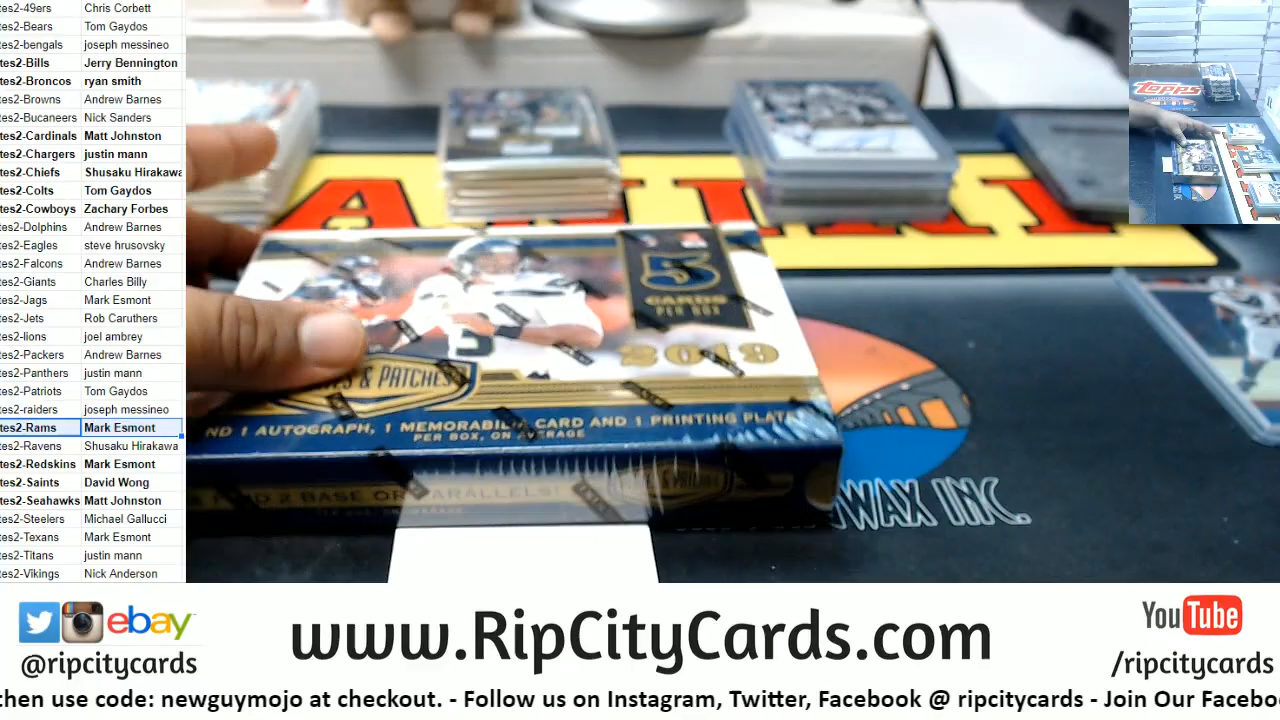 tes2-49ers Chris Corbett
tes2-Bears Tom Gaydos
tes2-bengals joseph messineo
tes2-Bills Jerry Bennington
tes2-Broncos ryan smith
tes2-Browns Andrew Barnes
tes2-Bucaneers Nick Sanders
tes2-Cardinals Matt Johnston
tes2-Chargers justin mann
tes2-Chiefs Shusaku Hirakawa
tes2-Colts Tom Gaydos
tes2-Cowboys Zachary Forbes
tes2-Dolphins Andrew Barnes
tes2-Eagles steve hrusovsky
tes2-Falcons Andrew Barnes
tes2-Giants Charles Billy
tes2-Jags Mark Esmont
tes2-Jets Rob Caruthers
tes2-lions joel ambrey
tes2-Packers Andrew Barnes
tes2-Panthers justin mann
tes2-Patriots Tom Gaydos
tes2-raiders joseph messineo
tes2-Rams Mark Esmont
tes2-Ravens Shusaku Hirakawa
tes2-Redskins Mark Esmont
tes2-Saints David Wong
tes2-Seahawks Matt Johnston
tes2-Steelers Michael Gallucci
tes2-Texans Mark Esmont
tes2-Titans justin mann
tes2-Vikings Nick Anderson
topps
PANINI
5
CARDS
PER BOX
2019
& PATCHES
1 AUTOGRAPH, 1 MEMORABILIA CARD AND 1 PRINTING PLATE
PER BOX, ON AVERAGE
2 BASE OR PARALLELS!
WAX INC.
ebay
@ripcitycards
www.RipCityCards.com
YouTube
/ripcitycards
then use code: newguymojo at checkout. - Follow us on Instagram, Twitter, Facebook @ ripcitycards - Join Our Facebo